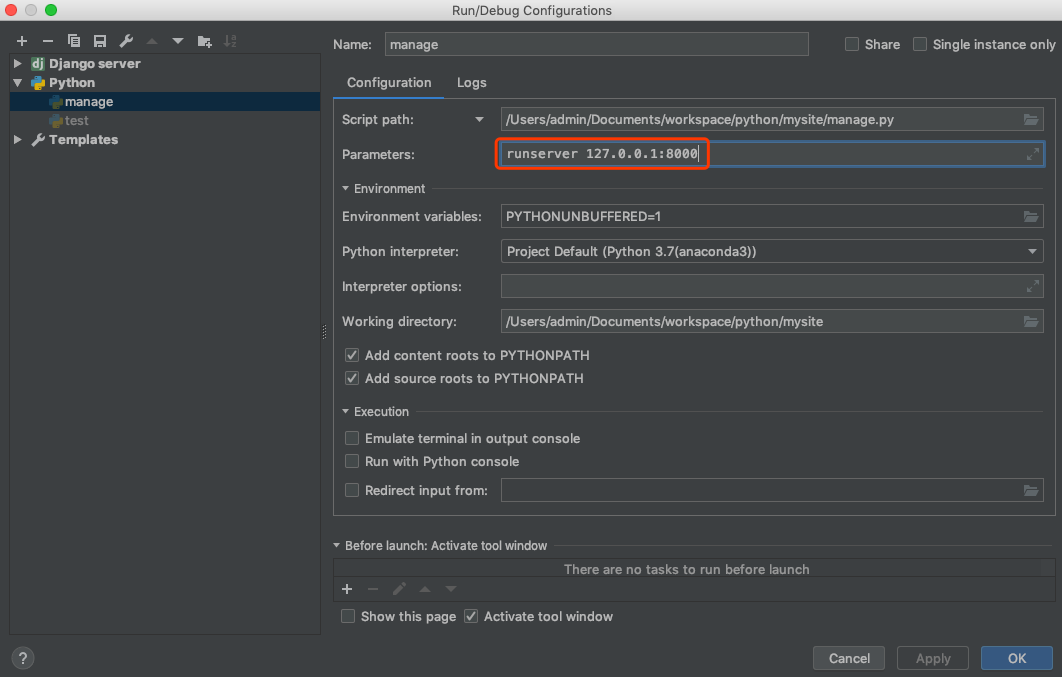 Run/Debug Configurations
Name: manage Share Single instance only
dj Django server
Python
manage
test
Templates
Configuration Logs
Script path: /Users/admin/Documents/workspace/python/mysite/manage.py
Parameters: runserver 127.0.0.1:8000
Environment
Environment variables: PYTHONUNBUFFERED=1
Python interpreter: Project Default (Python 3.7(anaconda3))
Interpreter options:
Working directory: /Users/admin/Documents/workspace/python/mysite
Add content roots to PYTHONPATH
Add source roots to PYTHONPATH
Execution
Emulate terminal in output console
Run with Python console
Redirect input from:
Before launch: Activate tool window
There are no tasks to run before launch
Show this page Activate tool window
? Cancel Apply OK